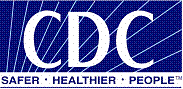 CDC
SAFER · HEALTHIER · PEOPLE™